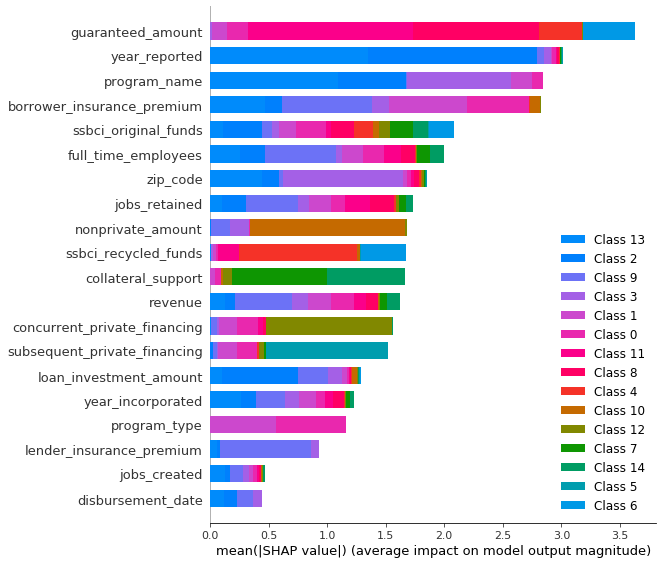 guaranteed_amount
year_reported
program_name
borrower_insurance_premium
ssbci_original_funds
full_time_employees
zip_code
jobs_retained
nonprivate_amount
ssbci_recycled_funds
collateral_support
revenue
concurrent_private_financing
subsequent_private_financing
loan_investment_amount
year_incorporated
program_type
lender_insurance_premium
jobs_created
disbursement_date
Class 13
Class 2
Class 9
Class 3
Class 1
Class 0
Class 11
Class 8
Class 4
Class 10
Class 12
Class 7
Class 14
Class 5
Class 6
0.0 0.5 1.0 1.5 2.0 2.5 3.0 3.5
mean(|SHAP value|) (average impact on model output magnitude)